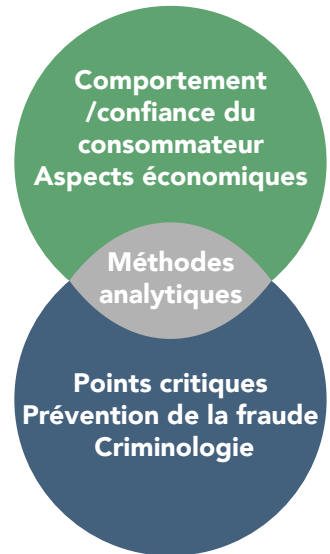 Comportement
/confiance du
consommateur
Aspects économiques
Méthodes
analytiques
Points critiques
Prévention de la fraude
Criminologie